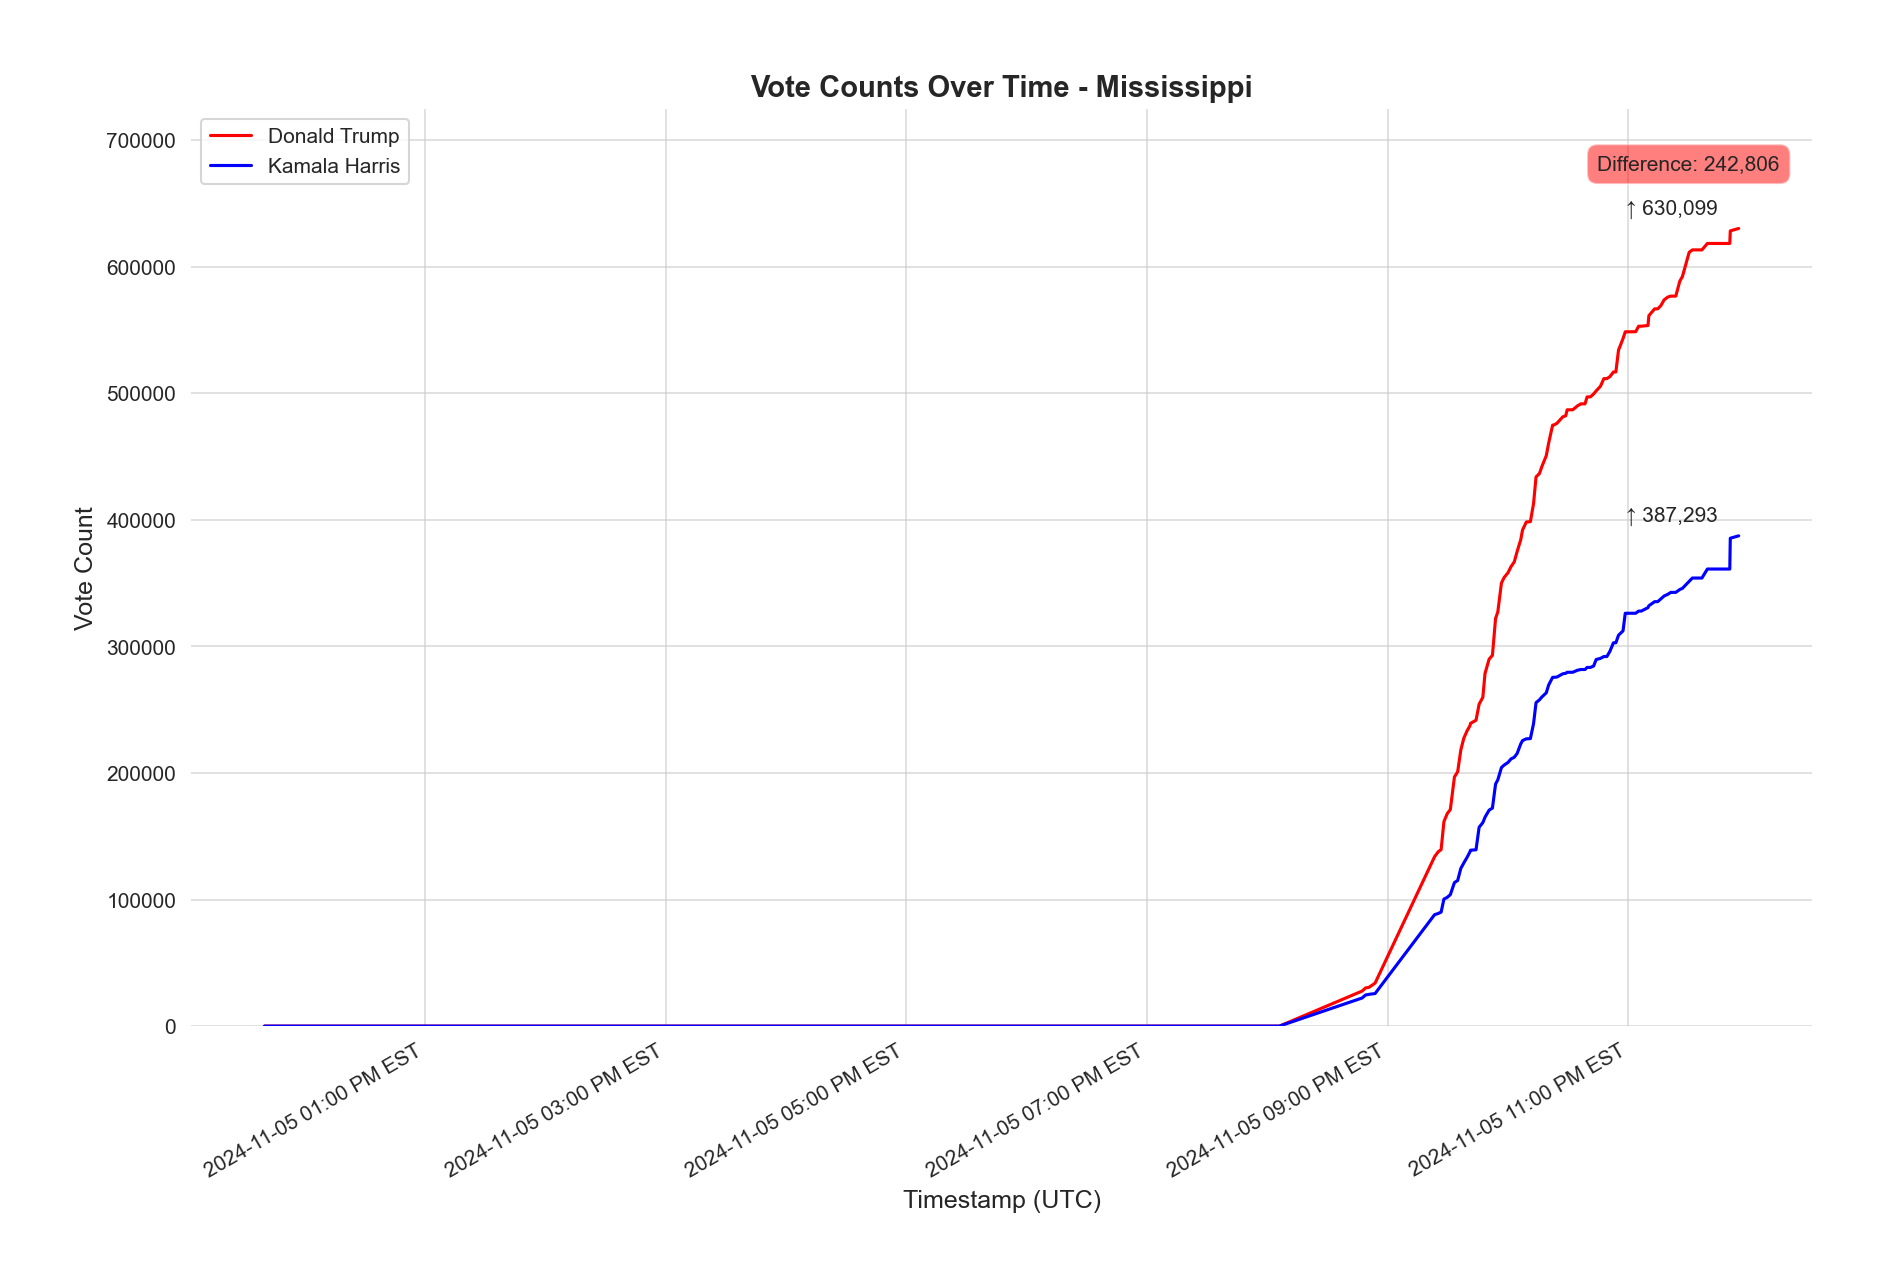 Vote Counts Over Time - Mississippi
Donald Trump
Kamala Harris
Difference: 242,806
↑ 630,099
↑ 387,293
Vote Count
700000
600000
500000
400000
300000
200000
100000
0
2024-11-05 01:00 PM EST
2024-11-05 03:00 PM EST
2024-11-05 05:00 PM EST
2024-11-05 07:00 PM EST
2024-11-05 09:00 PM EST
2024-11-05 11:00 PM EST
Timestamp (UTC)